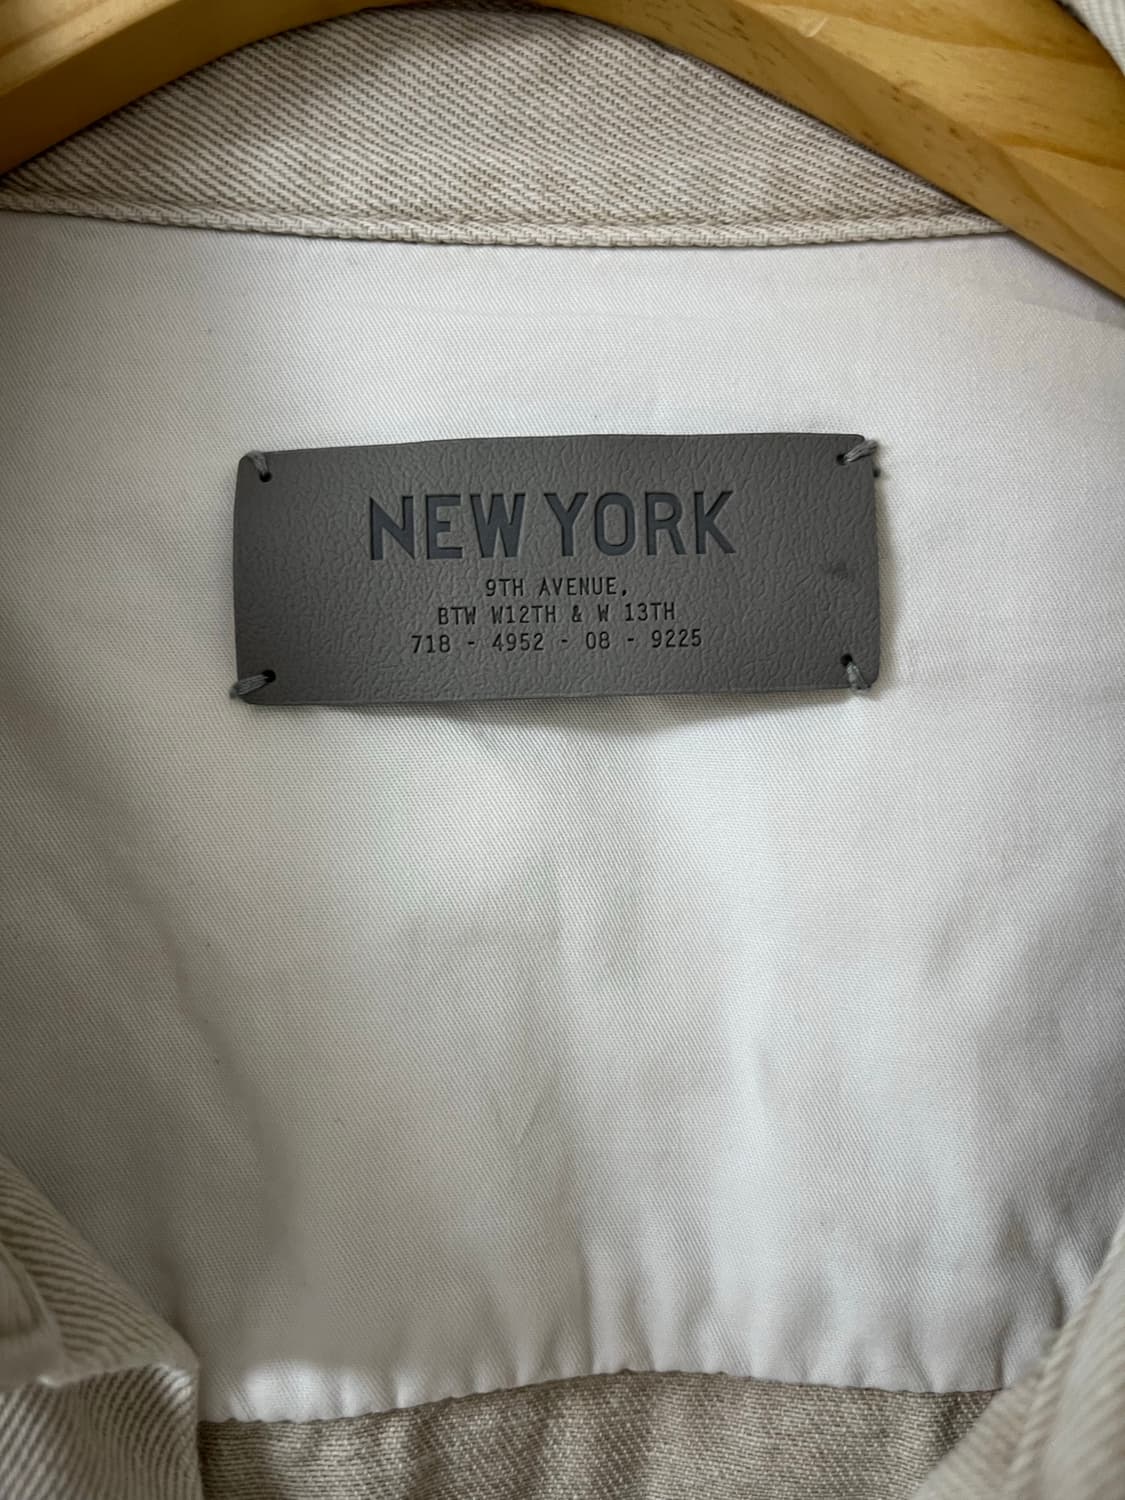 NEW YORK
9TH AVENUE,
BTW W12TH & W 13TH
718 - 4952 - 08 - 9225